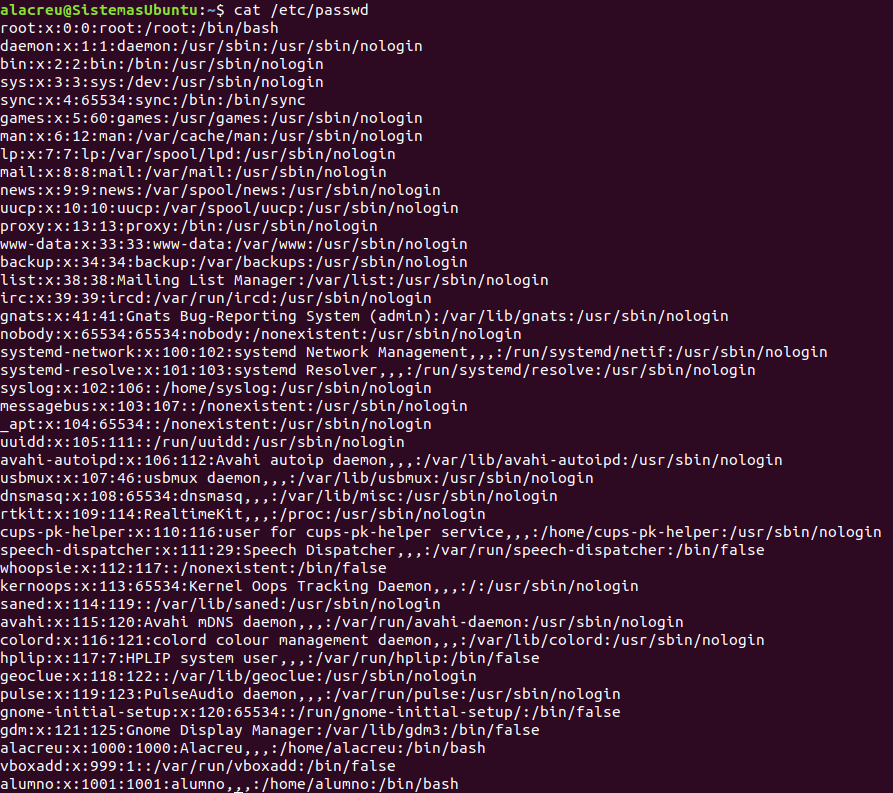 alacreu@SistemasUbuntu:~$ cat /etc/passwd
root:x:0:0:root:/root:/bin/bash
daemon:x:1:1:daemon:/usr/sbin:/usr/sbin/nologin
bin:x:2:2:bin:/bin:/usr/sbin/nologin
sys:x:3:3:sys:/dev:/usr/sbin/nologin
sync:x:4:65534:sync:/bin:/bin/sync
games:x:5:60:games:/usr/games:/usr/sbin/nologin
man:x:6:12:man:/var/cache/man:/usr/sbin/nologin
lp:x:7:7:lp:/var/spool/lpd:/usr/sbin/nologin
mail:x:8:8:mail:/var/mail:/usr/sbin/nologin
news:x:9:9:news:/var/spool/news:/usr/sbin/nologin
uucp:x:10:10:uucp:/var/spool/uucp:/usr/sbin/nologin
proxy:x:13:13:proxy:/bin:/usr/sbin/nologin
www-data:x:33:33:www-data:/var/www:/usr/sbin/nologin
backup:x:34:34:backup:/var/backups:/usr/sbin/nologin
list:x:38:38:Mailing List Manager:/var/list:/usr/sbin/nologin
irc:x:39:39:ircd:/var/run/ircd:/usr/sbin/nologin
gnats:x:41:41:Gnats Bug-Reporting System (admin):/var/lib/gnats:/usr/sbin/nologin
nobody:x:65534:65534:nobody:/nonexistent:/usr/sbin/nologin
systemd-network:x:100:102:systemd Network Management,,,:/run/systemd/netif:/usr/sbin/nologin
systemd-resolve:x:101:103:systemd Resolver,,,:/run/systemd/resolve:/usr/sbin/nologin
syslog:x:102:106::/home/syslog:/usr/sbin/nologin
messagebus:x:103:107::/nonexistent:/usr/sbin/nologin
_apt:x:104:65534::/nonexistent:/usr/sbin/nologin
uuidd:x:105:111::/run/uuidd:/usr/sbin/nologin
avahi-autoipd:x:106:112:Avahi autoip daemon,,,:/var/lib/avahi-autoipd:/usr/sbin/nologin
usbmux:x:107:46:usbmux daemon,,,:/var/lib/usbmux:/usr/sbin/nologin
dnsmasq:x:108:65534:dnsmasq,,,:/var/lib/misc:/usr/sbin/nologin
rtkit:x:109:114:RealtimeKit,,,:/proc:/usr/sbin/nologin
cups-pk-helper:x:110:116:user for cups-pk-helper service,,,:/home/cups-pk-helper:/usr/sbin/nologin
speech-dispatcher:x:111:29:Speech Dispatcher,,,:/var/run/speech-dispatcher:/bin/false
whoopsie:x:112:117::/nonexistent:/bin/false
kernoops:x:113:65534:Kernel Oops Tracking Daemon,,,:/:/usr/sbin/nologin
saned:x:114:119::/var/lib/saned:/usr/sbin/nologin
avahi:x:115:120:Avahi mDNS daemon,,,:/var/run/avahi-daemon:/usr/sbin/nologin
colord:x:116:121:colord colour management daemon,,,:/var/lib/colord:/usr/sbin/nologin
hplip:x:117:7:HPLIP system user,,,:/var/run/hplip:/bin/false
geoclue:x:118:122::/var/lib/geoclue:/usr/sbin/nologin
pulse:x:119:123:PulseAudio daemon,,,:/var/run/pulse:/usr/sbin/nologin
gnome-initial-setup:x:120:65534::/run/gnome-initial-setup/:/bin/false
gdm:x:121:125:Gnome Display Manager:/var/lib/gdm3:/bin/false
alacreu:x:1000:1000:Alacreu,,,:/home/alacreu:/bin/bash
vboxadd:x:999:1::/var/run/vboxadd:/bin/false
alumno:x:1001:1001:alumno,,,:/home/alumno:/bin/bash